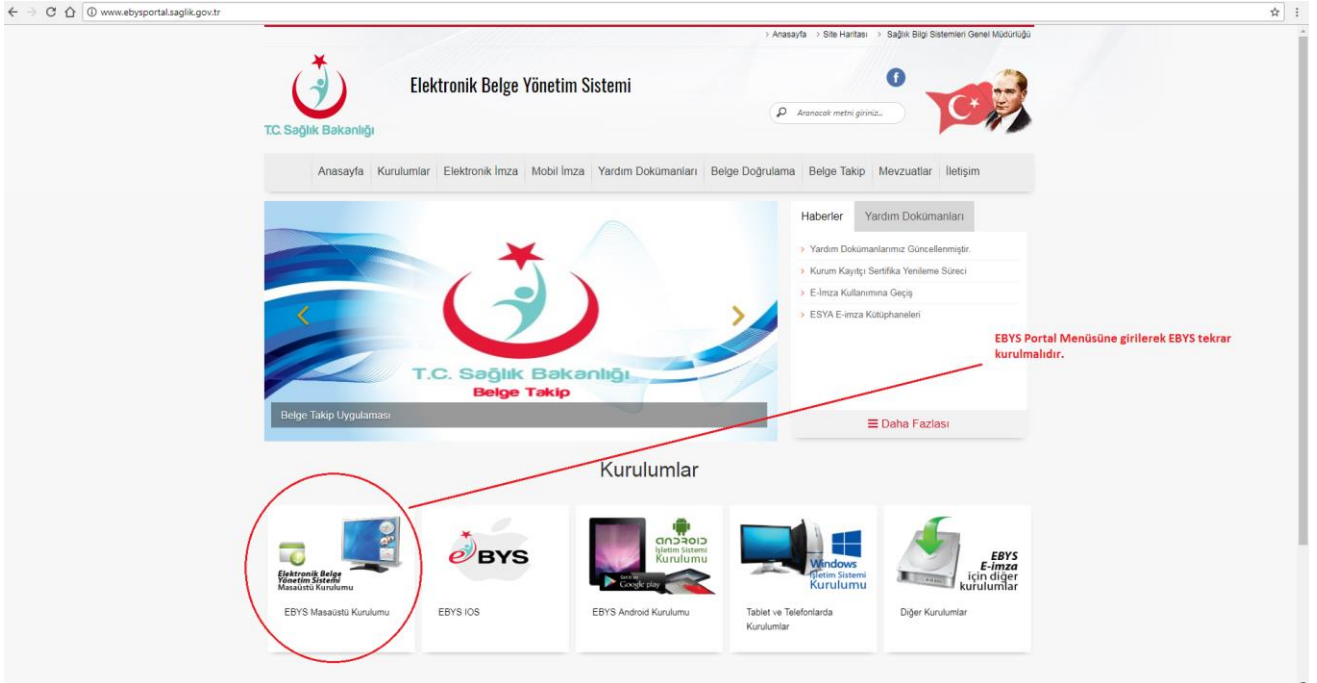 www.ebysportal.saglik.gov.tr
Anasayfa Site Haritası Sağlık Bilgi Sistemleri Genel Müdürlüğü
T.C. Sağlık Bakanlığı
Elektronik Belge Yönetim Sistemi
f
Aranacak metni giriniz...
Anasayfa Kurulumlar Elektronik İmza Mobil İmza Yardım Dokümanları Belge Doğrulama Belge Takip Mevzuatlar İletişim
T.C. Sağlık Bakanlığı
Belge Takip
Belge Takip Uygulaması
Haberler Yardım Dokümanları
Yardım Dokümanlarımız Güncellenmiştir.
Kurum Kayıtçı Sertifika Yenileme Süreci
E-İmza Kullanımına Geçiş
ESYA E-imza Kütüphaneleri
Daha Fazlası
EBYS Portal Menüsüne girilerek EBYS tekrar
kurulmalıdır.
Kurulumlar
Elektronik Belge
Yönetim Sistemi
Masaüstü Kurulumu
EBYS Masaüstü Kurulumu
eBYS
EBYS IOS
ANDROID
İşletim Sistemi
Kurulumu
Google play
EBYS Android Kurulumu
Windows
İşletim Sistemi
Kurulumu
Tablet ve Telefonlarda
Kurulumlar
EBYS
E-imza
için diğer
kurulumlar
Diğer Kurulumlar